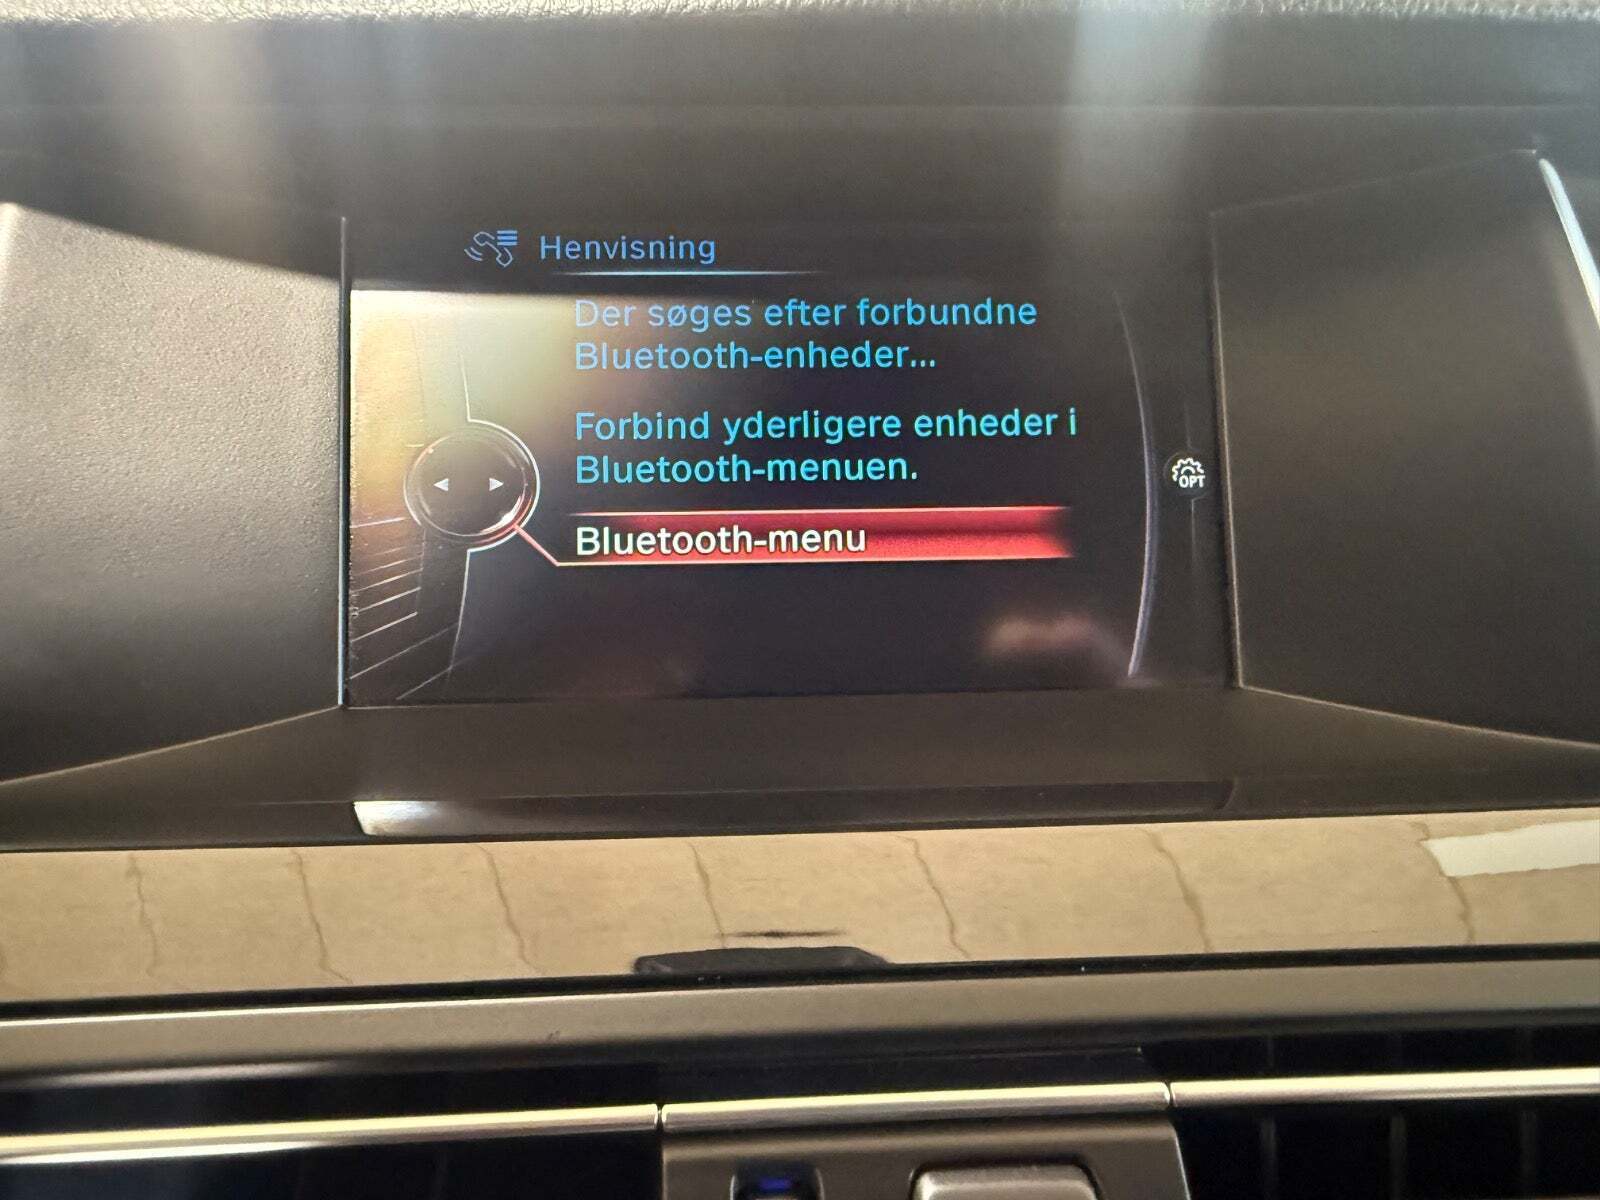 Henvisning
Der søges efter forbundne
Bluetooth-enheder...
Forbind yderligere enheder i
Bluetooth-menuen.
OPT
Bluetooth-menu